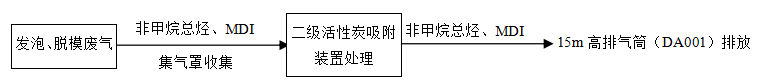 发泡、脱模废气
非甲烷总烃、MDI
集气罩收集
二级活性炭吸附
装置处理
非甲烷总烃、MDI
15m 高排气筒（DA001）排放